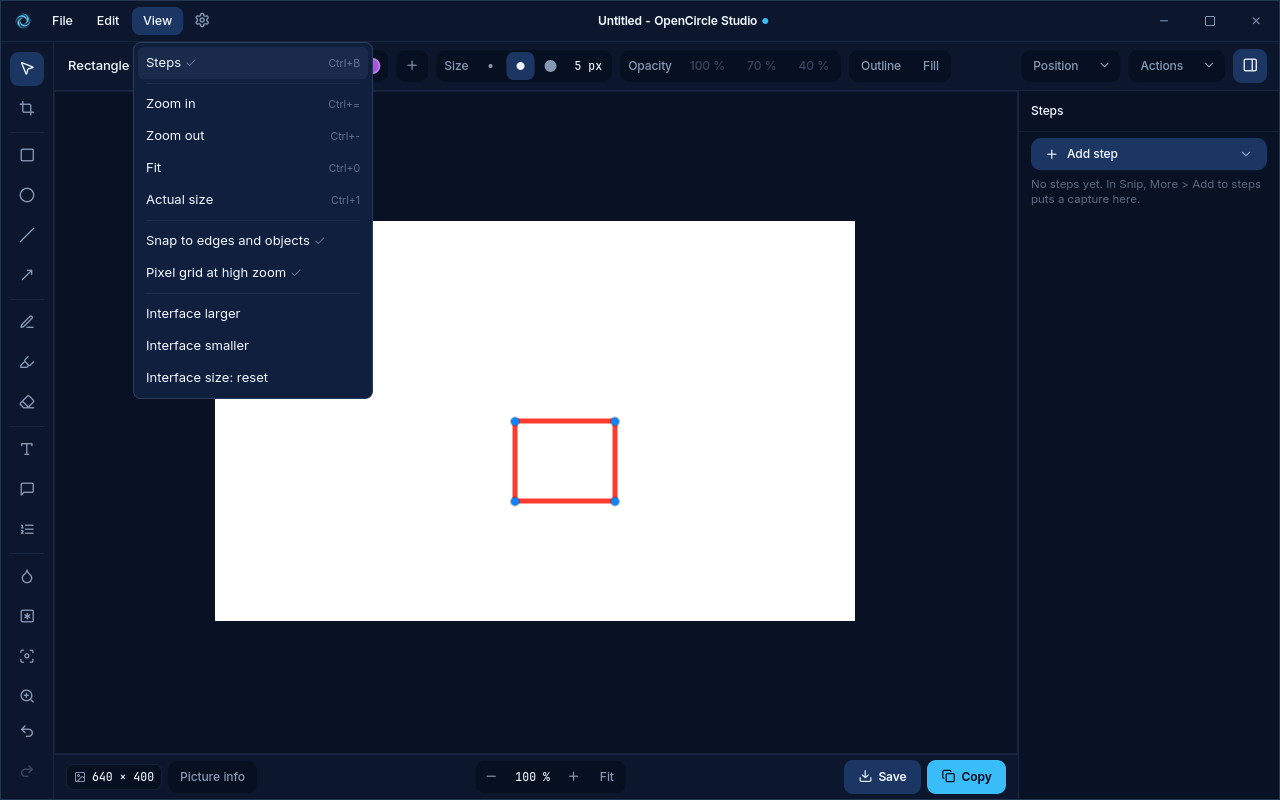 File Edit View
Untitled - OpenCircle Studio
Rectangle
Size 5 px
Opacity 100 % 70 % 40 %
Outline Fill
Position
Actions
Steps Ctrl+B
Zoom in Ctrl+=
Zoom out Ctrl+-
Fit Ctrl+0
Actual size Ctrl+1
Snap to edges and objects
Pixel grid at high zoom
Interface larger
Interface smaller
Interface size: reset
Steps
Add step
No steps yet. In Snip, More > Add to steps
puts a capture here.
640 × 400
Picture info
100 %
Fit
Save
Copy